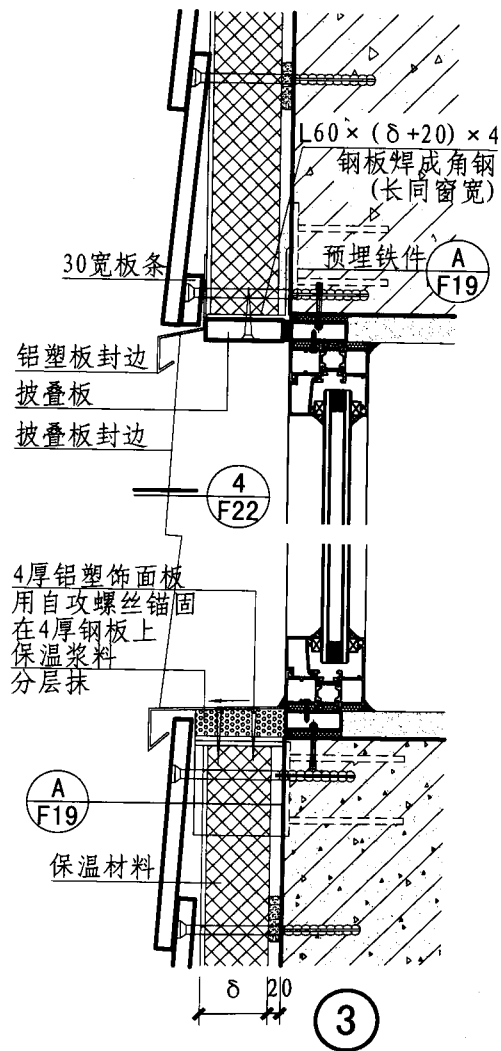 L60×(δ+20)×4
钢板焊成角钢
(长同窗宽)
30宽板条
预埋铁件
A
F19
铝塑板封边
披叠板
披叠板封边
4
F22
4厚铝塑饰面板
用自攻螺丝锚固
在4厚钢板上
保温浆料
分层抹
A
F19
保温材料
δ
20
3